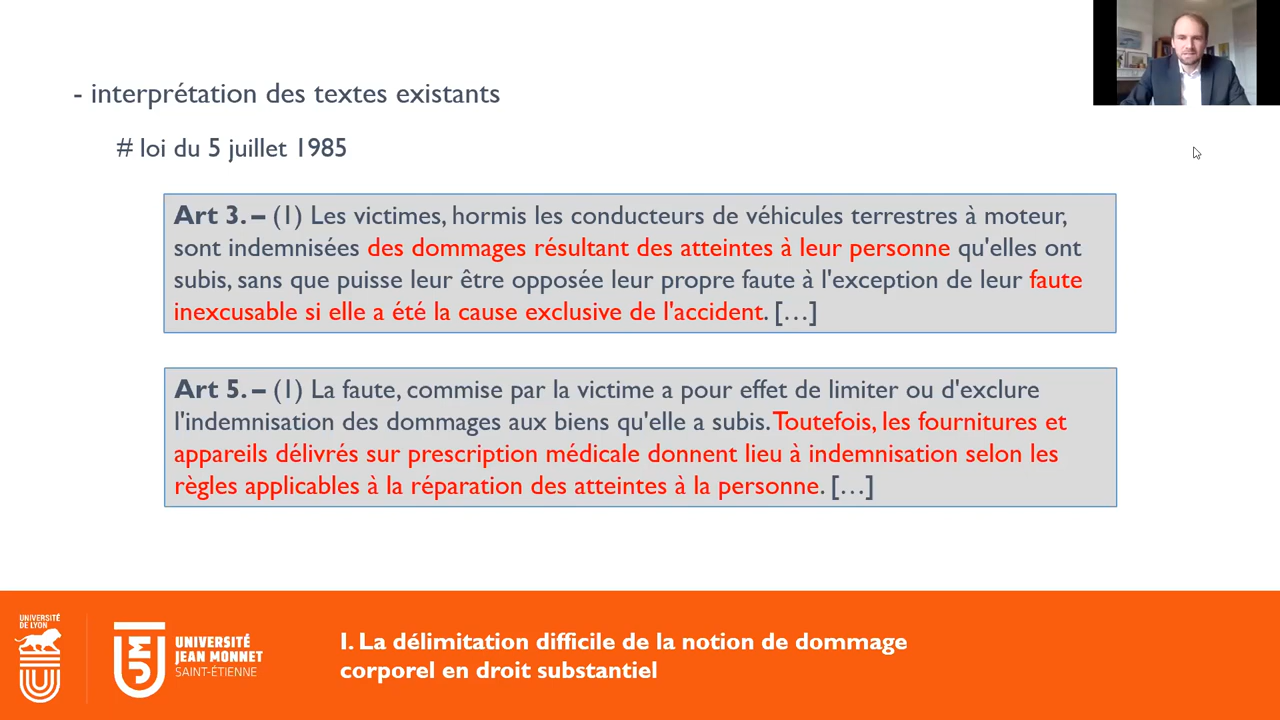 - interprétation des textes existants
# loi du 5 juillet 1985
Art 3. – (1) Les victimes, hormis les conducteurs de véhicules terrestres à moteur,
sont indemnisées des dommages résultant des atteintes à leur personne qu'elles ont
subis, sans que puisse leur être opposée leur propre faute à l'exception de leur faute
inexcusable si elle a été la cause exclusive de l'accident. […]
Art 5. – (1) La faute, commise par la victime a pour effet de limiter ou d'exclure
l'indemnisation des dommages aux biens qu'elle a subis. Toutefois, les fournitures et
appareils délivrés sur prescription médicale donnent lieu à indemnisation selon les
règles applicables à la réparation des atteintes à la personne. […]
UNIVERSITÉ
DE LYON
UNIVERSITÉ
JEAN MONNET
SAINT-ÉTIENNE
I. La délimitation difficile de la notion de dommage
corporel en droit substantiel